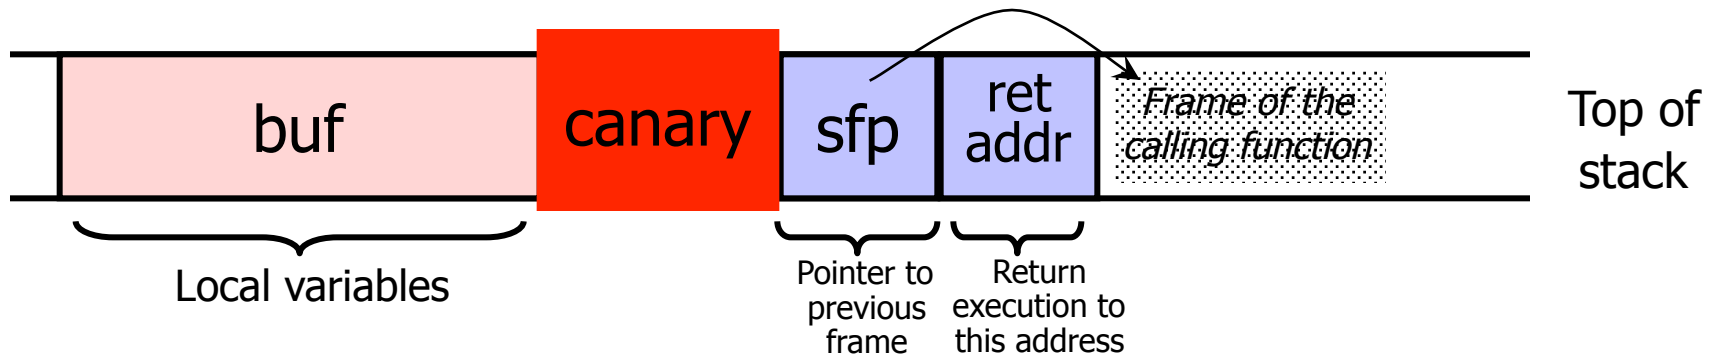 buf
canary
sfp
ret
addr
Frame of the
calling function
Top of
stack
Local variables
Pointer to
previous
frame
Return
execution to
this address